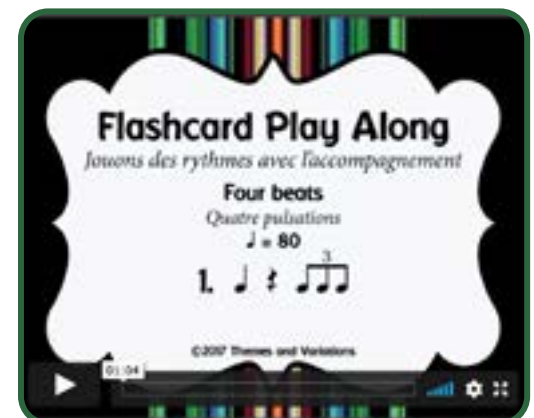 Flashcard Play Along
Jouons des rythmes avec l'accompagnement
Four beats
Quatre pulsations
♩ = 80
3
1. ♩ 𝄽 ♫♪
©2017 Themes and Variations
01:04